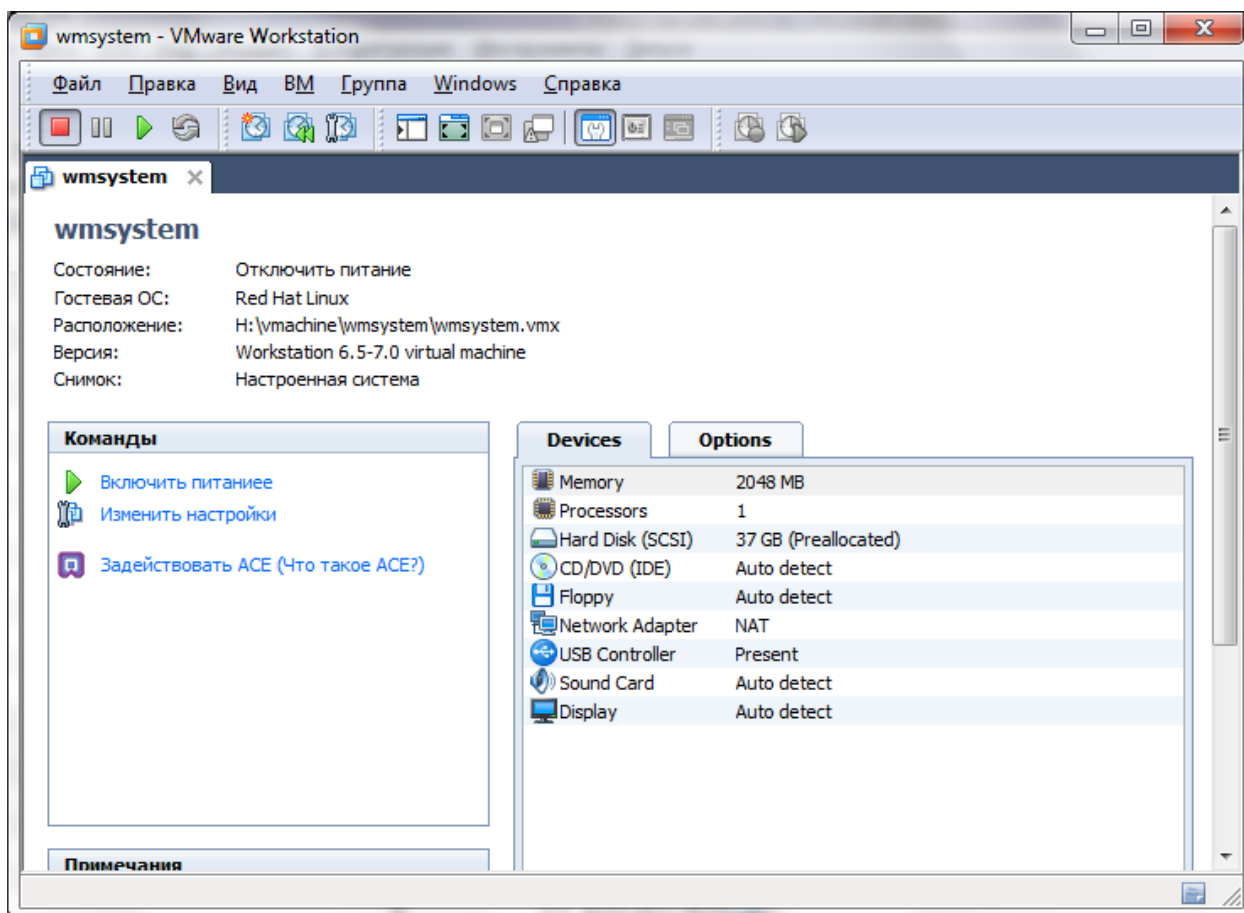 wmsystem - VMware Workstation
Файл Правка Вид ВМ Группа Windows Справка
wmsystem
wmsystem
Состояние: Отключить питание
Гостевая ОС: Red Hat Linux
Расположение: H:\vmachine\wmsystem\wmsystem.vmx
Версия: Workstation 6.5-7.0 virtual machine
Снимок: Настроенная система
Команды
Включить питаниее
Изменить настройки
Задействовать ACE (Что такое ACE?)
Devices Options
Memory 2048 MB
Processors 1
Hard Disk (SCSI) 37 GB (Preallocated)
CD/DVD (IDE) Auto detect
Floppy Auto detect
Network Adapter NAT
USB Controller Present
Sound Card Auto detect
Display Auto detect
Примечания